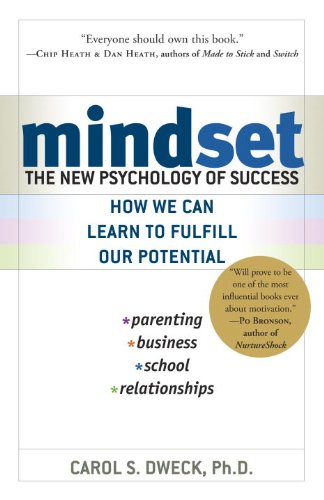 "Everyone should own this book."
—CHIP HEATH & DAN HEATH, authors of Made to Stick and Switch
mindset
THE NEW PSYCHOLOGY OF SUCCESS
HOW WE CAN
LEARN TO FULFILL
OUR POTENTIAL
*parenting
*business
*school
*relationships
"Will prove to be
one of the most
influential books ever
about motivation."
—PO BRONSON,
author of
NurtureShock
CAROL S. DWECK, Ph.D.